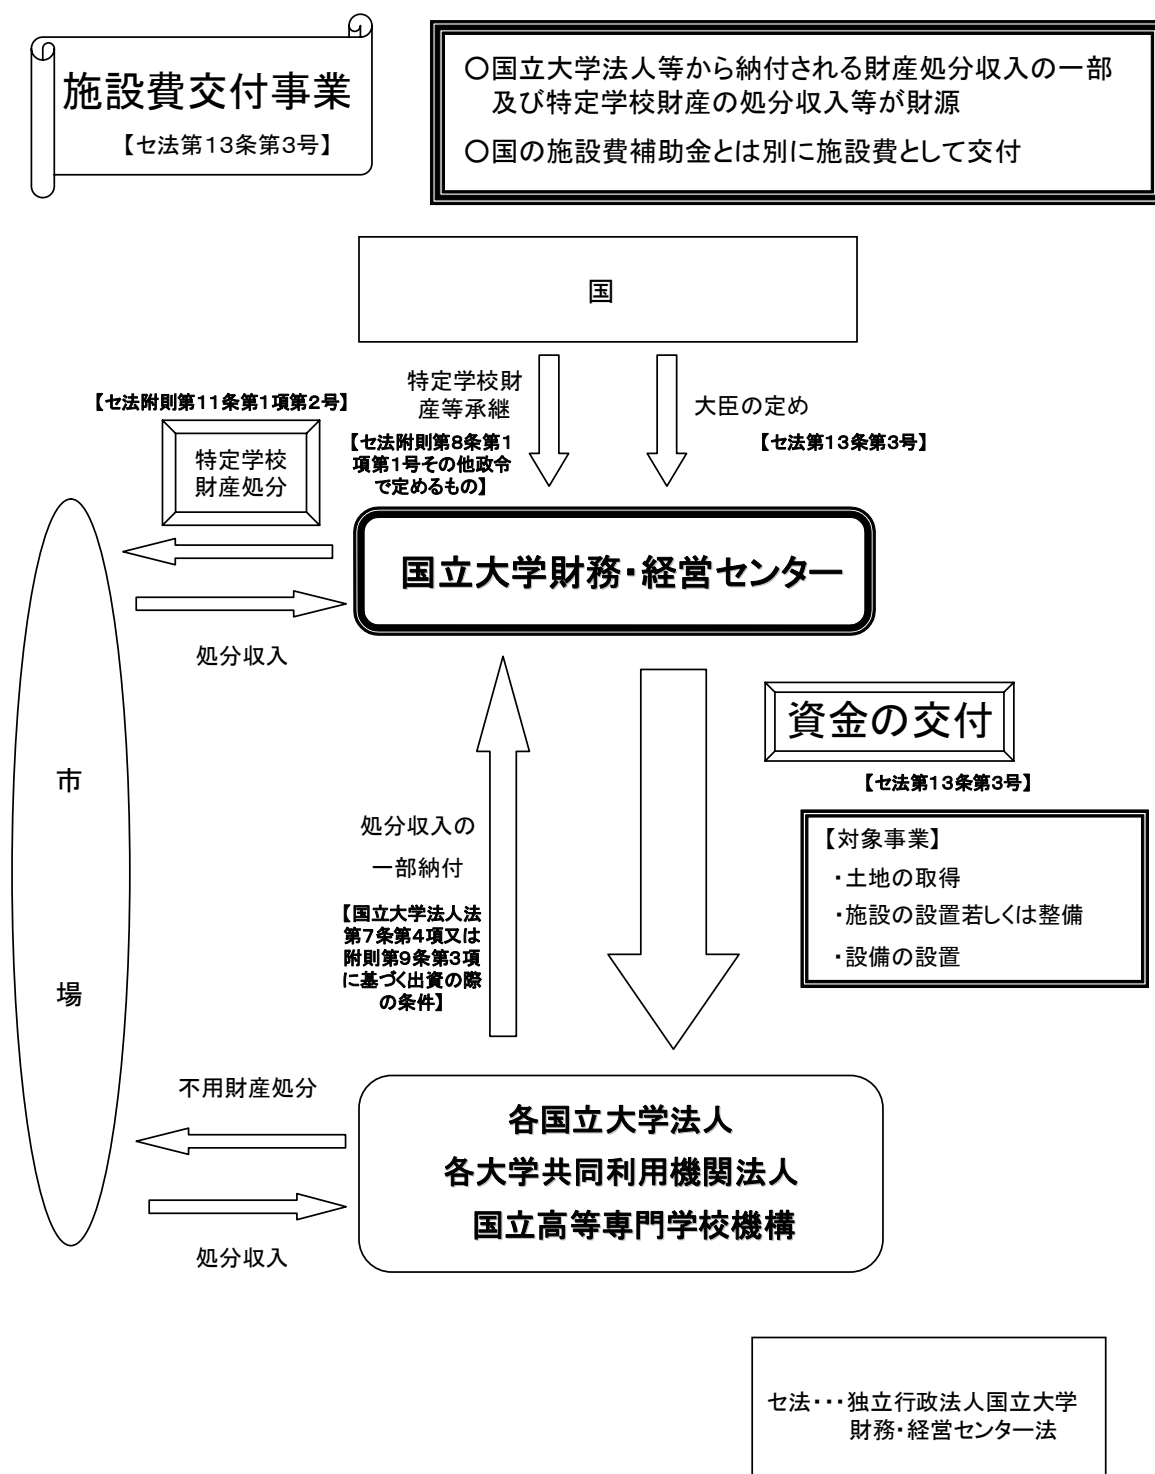 施設費交付事業
【セ法第13条第3号】
○国立大学法人等から納付される財産処分収入の一部
及び特定学校財産の処分収入等が財源
○国の施設費補助金とは別に施設費として交付
国
特定学校財
産等承継
【セ法附則第8条第1
項第1号その他政令
で定めるもの】
大臣の定め
【セ法第13条第3号】
【セ法附則第11条第1項第2号】
特定学校
財産処分
国立大学財務・経営センター
処分収入
資金の交付
【セ法第13条第3号】
【対象事業】
・土地の取得
・施設の設置若しくは整備
・設備の設置
処分収入の
一部納付
【国立大学法人法
第7条第4項又は
附則第9条第3項
に基づく出資の際
の条件】
市
場
不用財産処分
処分収入
各国立大学法人
各大学共同利用機関法人
国立高等専門学校機構
セ法・・・独立行政法人国立大学
財務・経営センター法